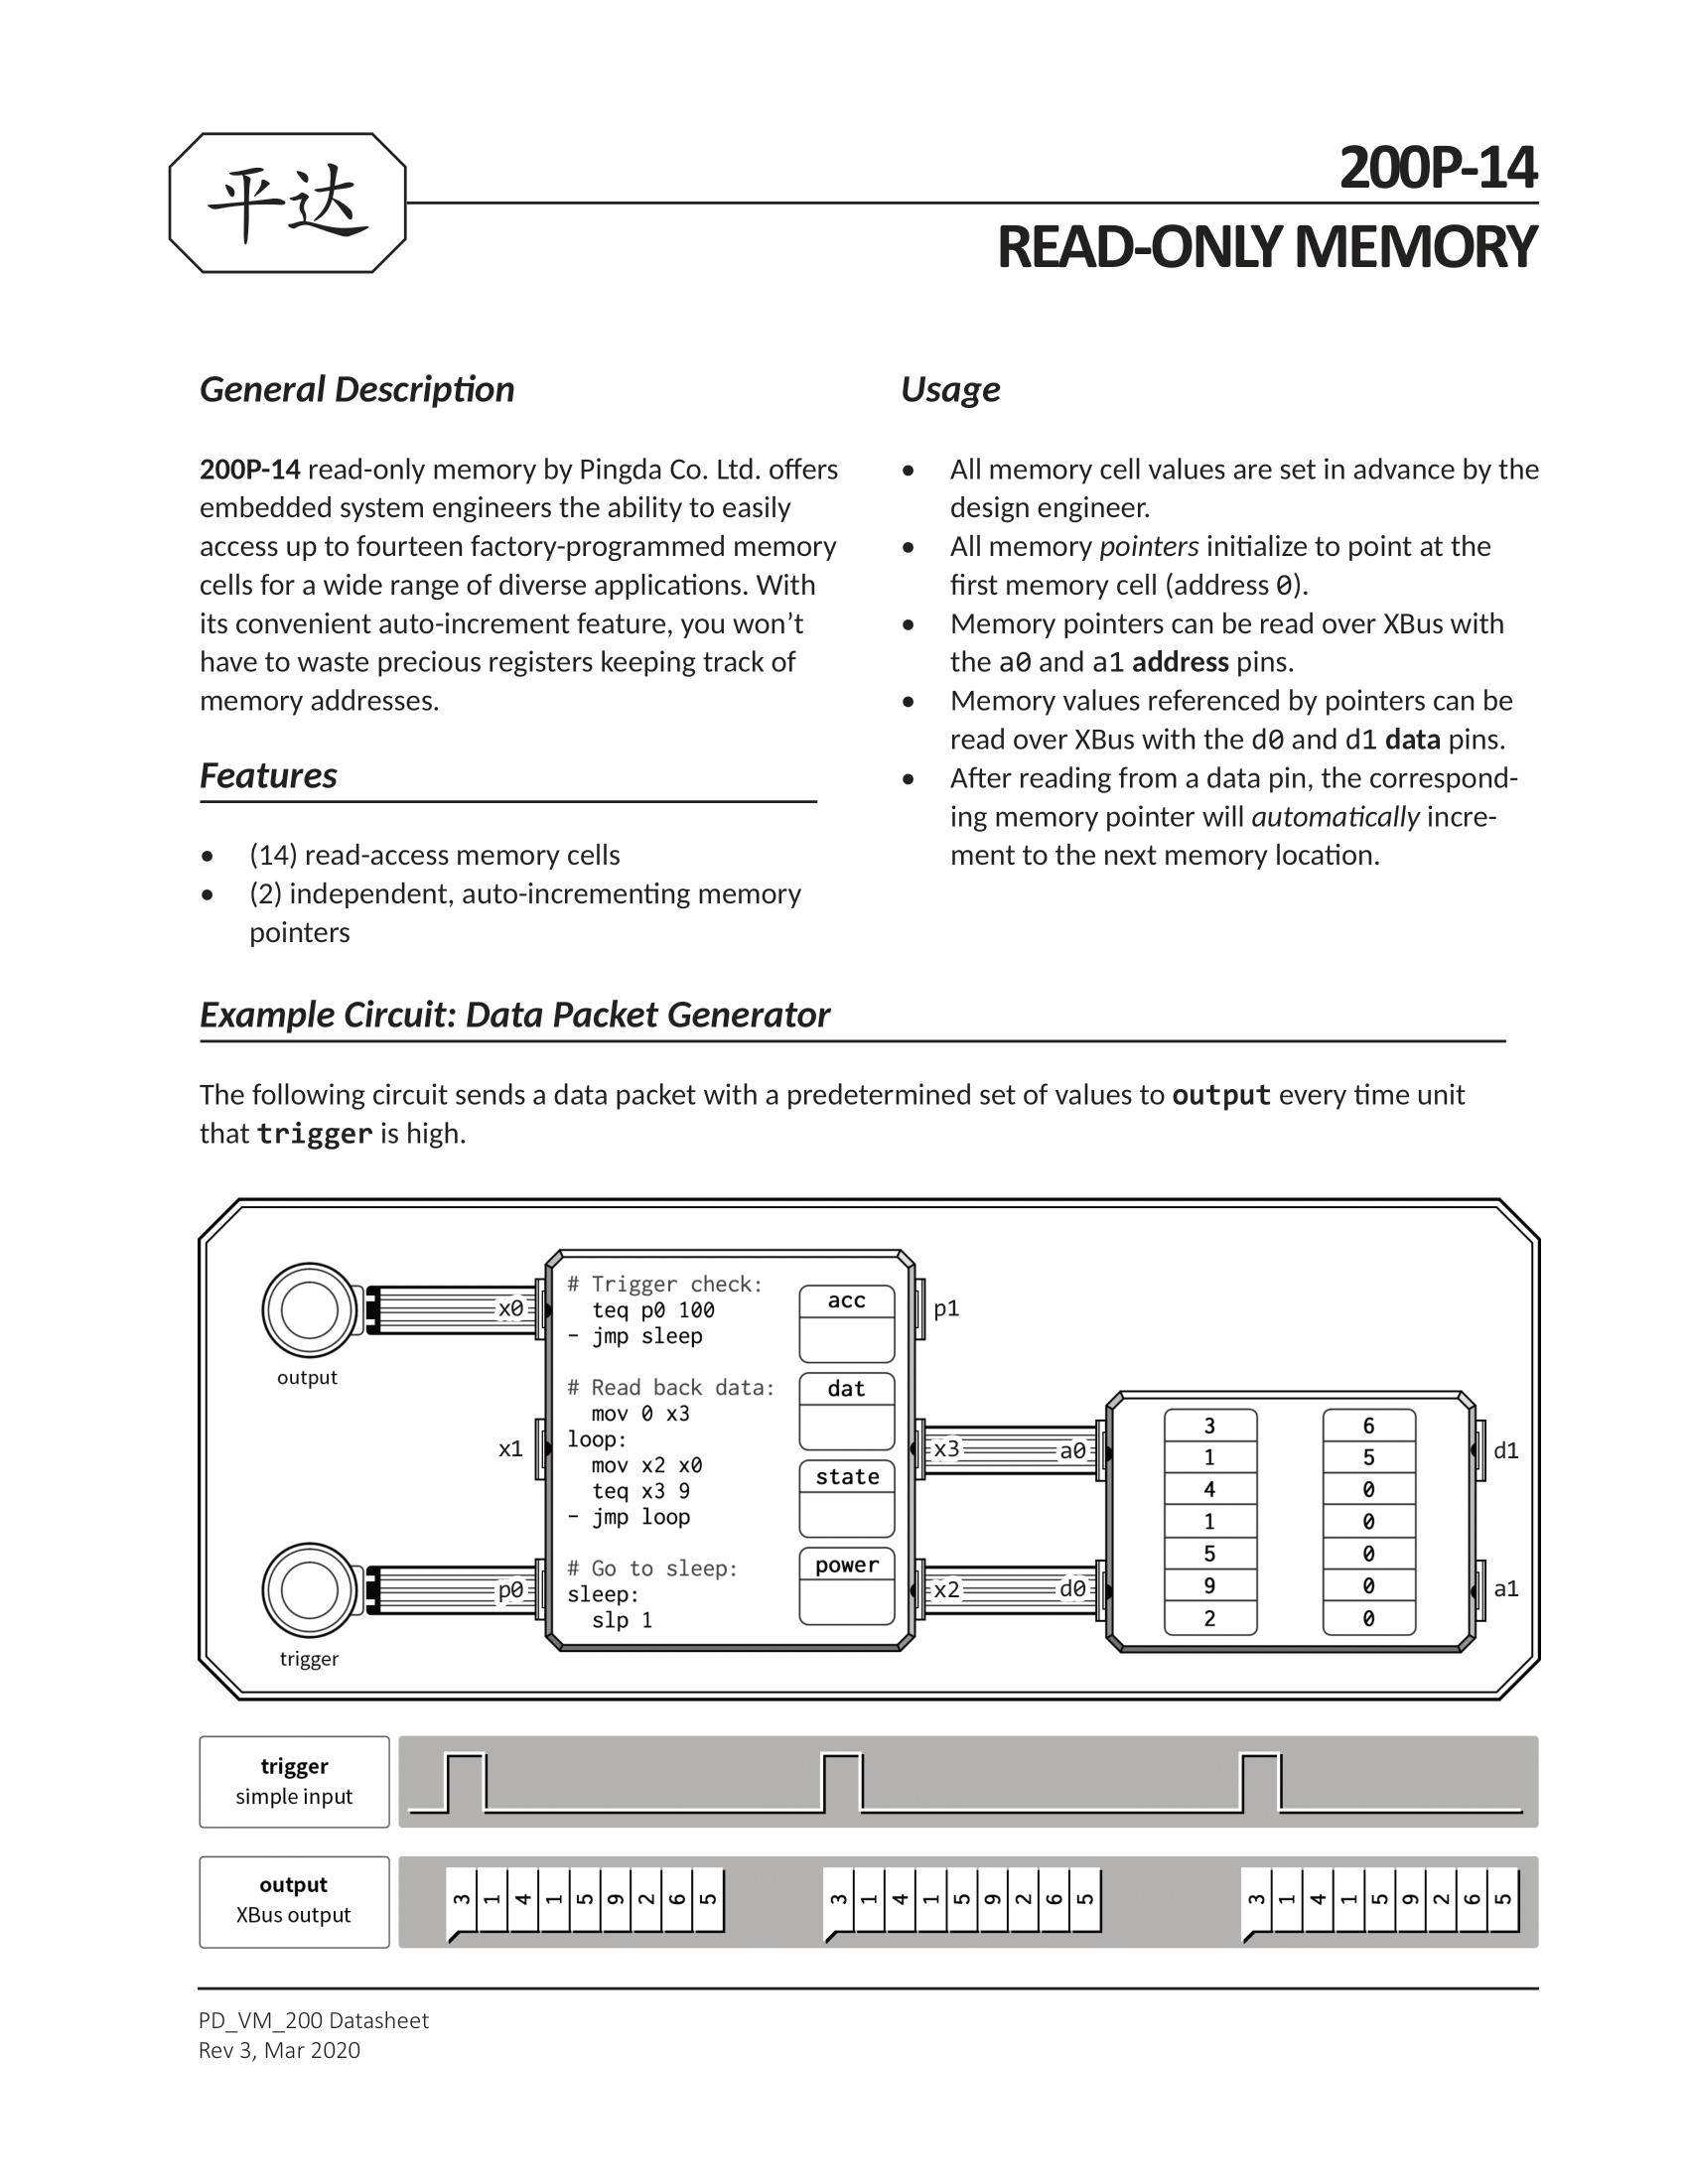 平达
200P-14
READ-ONLY MEMORY
General Description
200P-14 read-only memory by Pingda Co. Ltd. offers
embedded system engineers the ability to easily
access up to fourteen factory-programmed memory
cells for a wide range of diverse applications. With
its convenient auto-increment feature, you won't
have to waste precious registers keeping track of
memory addresses.
Features
• (14) read-access memory cells
• (2) independent, auto-incrementing memory
pointers
Usage
• All memory cell values are set in advance by the
design engineer.
• All memory pointers initialize to point at the
first memory cell (address 0).
• Memory pointers can be read over XBus with
the a0 and a1 address pins.
• Memory values referenced by pointers can be
read over XBus with the d0 and d1 data pins.
• After reading from a data pin, the correspond-
ing memory pointer will automatically incre-
ment to the next memory location.
Example Circuit: Data Packet Generator
The following circuit sends a data packet with a predetermined set of values to output every time unit
that trigger is high.
output
trigger
x0
x1
p0
# Trigger check:
teq p0 100
- jmp sleep
# Read back data:
mov 0 x3
loop:
mov x2 x0
teq x3 9
- jmp loop
# Go to sleep:
sleep:
slp 1
acc
dat
state
power
p1
x3
a0
x2
d0
3 6
1 5
4 0
1 0
5 0
9 0
2 0
d1
a1
trigger
simple input
output
XBus output
3 1 4 1 5 9 2 6 5
3 1 4 1 5 9 2 6 5
3 1 4 1 5 9 2 6 5
PD_VM_200 Datasheet
Rev 3, Mar 2020